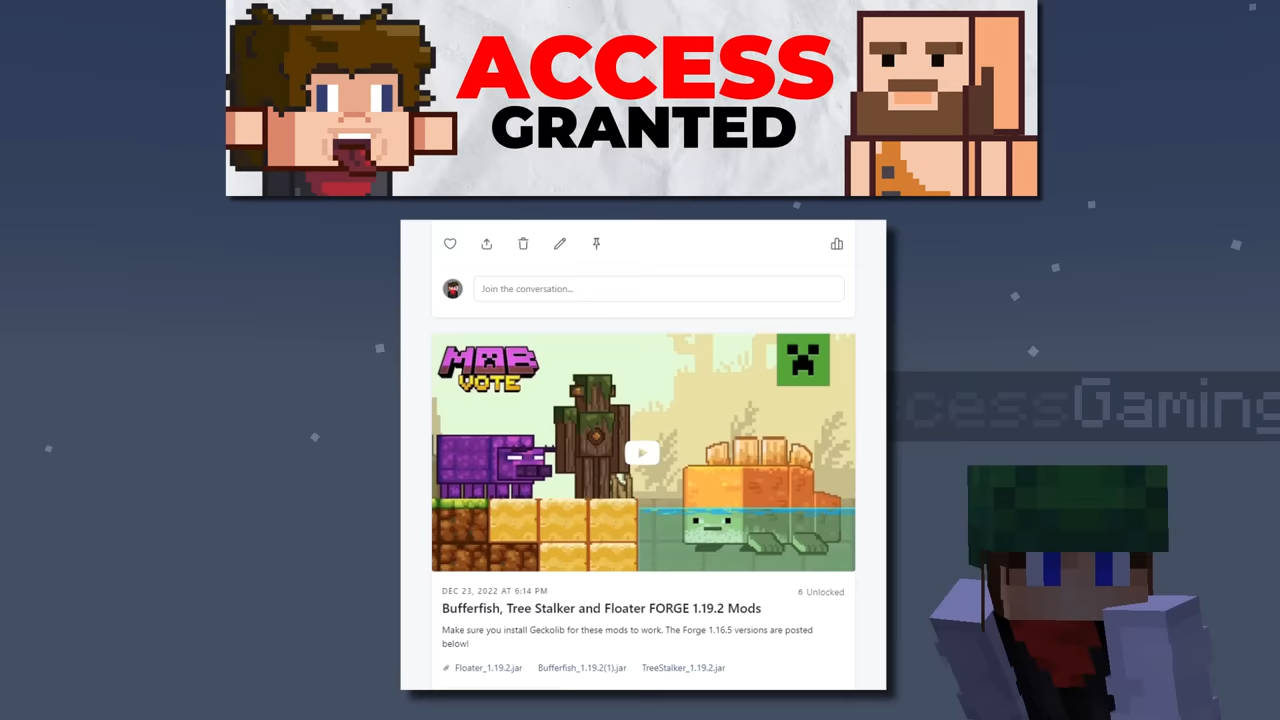 ACCESS
GRANTED
Join the conversation...
MOB
VOTE
ccessGaming
DEC 23, 2022 AT 6:14 PM
Unlocked
Bufferfish, Tree Stalker and Floater FORGE 1.19.2 Mods
Make sure you install Geckolib for these mods to work. The Forge 1.16.5 versions are posted
below!
Floater_1.19.2.jar Bufferfish_1.19.2(1).jar TreeStalker_1.19.2.jar